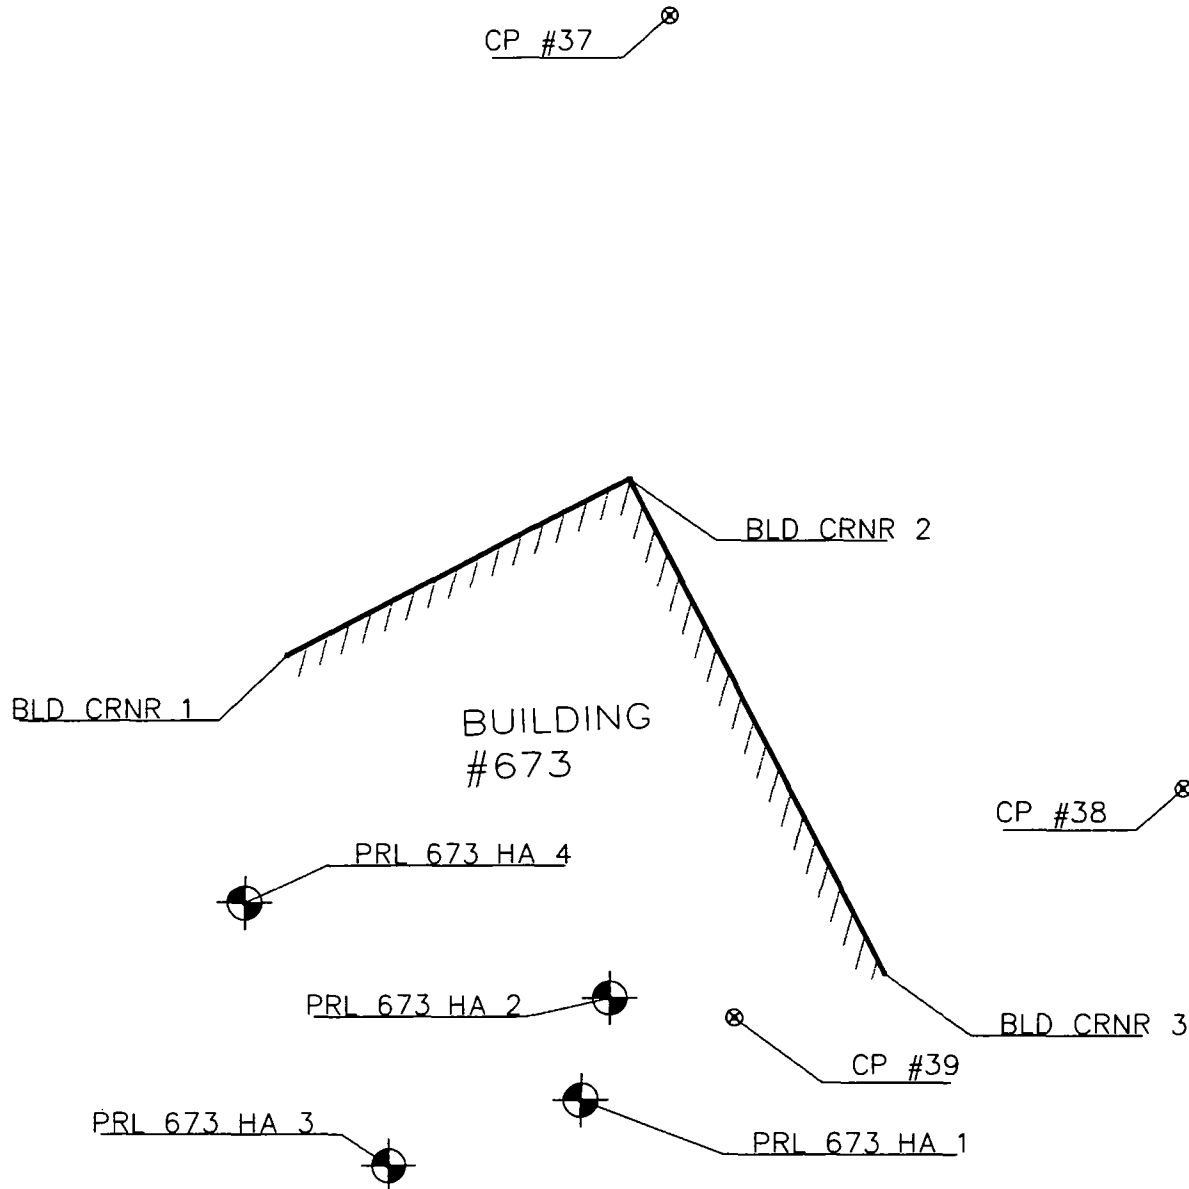 CP #37
BLD CRNR 2
BLD CRNR 1
BUILDING
#673
CP #38
PRL 673 HA 4
PRL 673 HA 2
BLD CRNR 3
CP #39
PRL 673 HA 3
PRL 673 HA 1